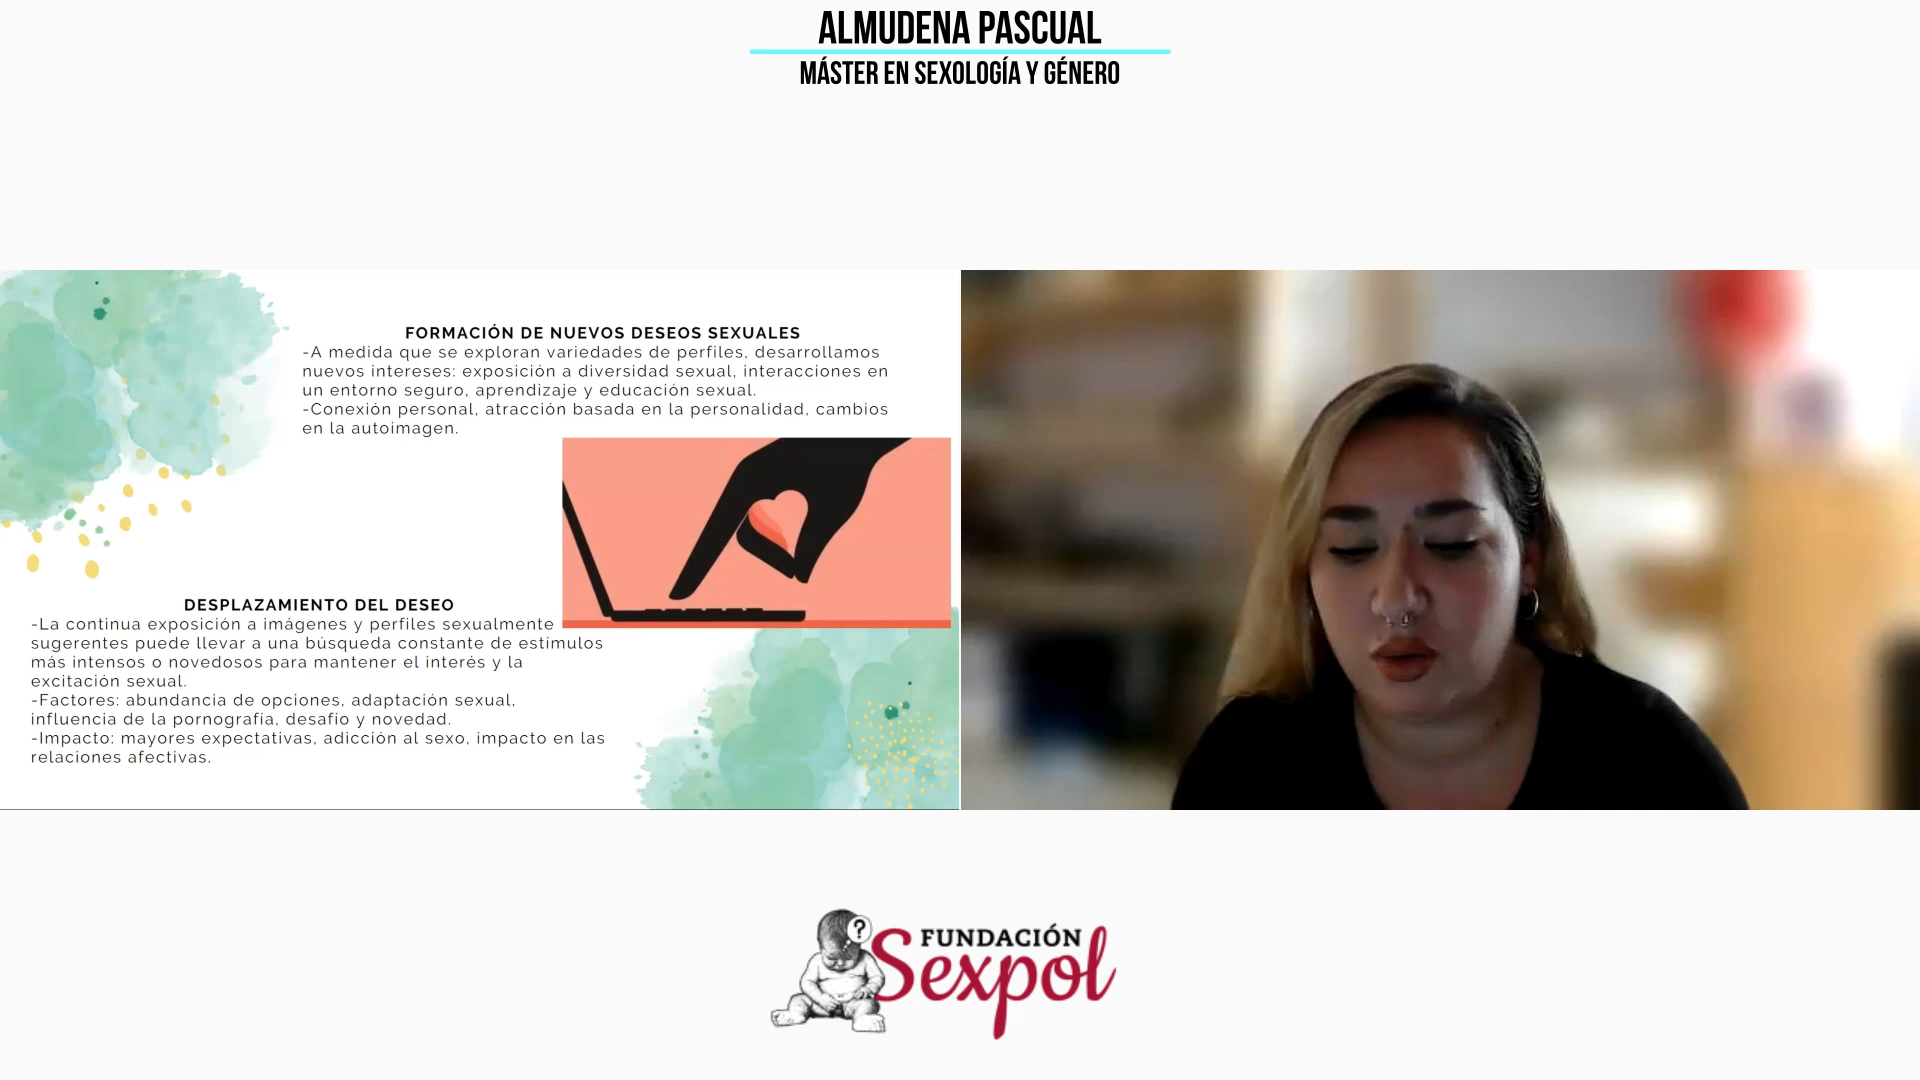 ALMUDENA PASCUAL
MÁSTER EN SEXOLOGÍA Y GÉNERO
FORMACIÓN DE NUEVOS DESEOS SEXUALES
-A medida que se exploran variedades de perfiles, desarrollamos
nuevos intereses: exposición a diversidad sexual, interacciones en
un entorno seguro, aprendizaje y educación sexual.
-Conexión personal, atracción basada en la personalidad, cambios
en la autoimagen.
DESPLAZAMIENTO DEL DESEO
-La continua exposición a imágenes y perfiles sexualmente
sugerentes puede llevar a una búsqueda constante de estímulos
más intensos o novedosos para mantener el interés y la
excitación sexual.
-Factores: abundancia de opciones, adaptación sexual,
influencia de la pornografía, desafío y novedad.
-Impacto: mayores expectativas, adicción al sexo, impacto en las
relaciones afectivas.
?
FUNDACIÓN
Sexpol